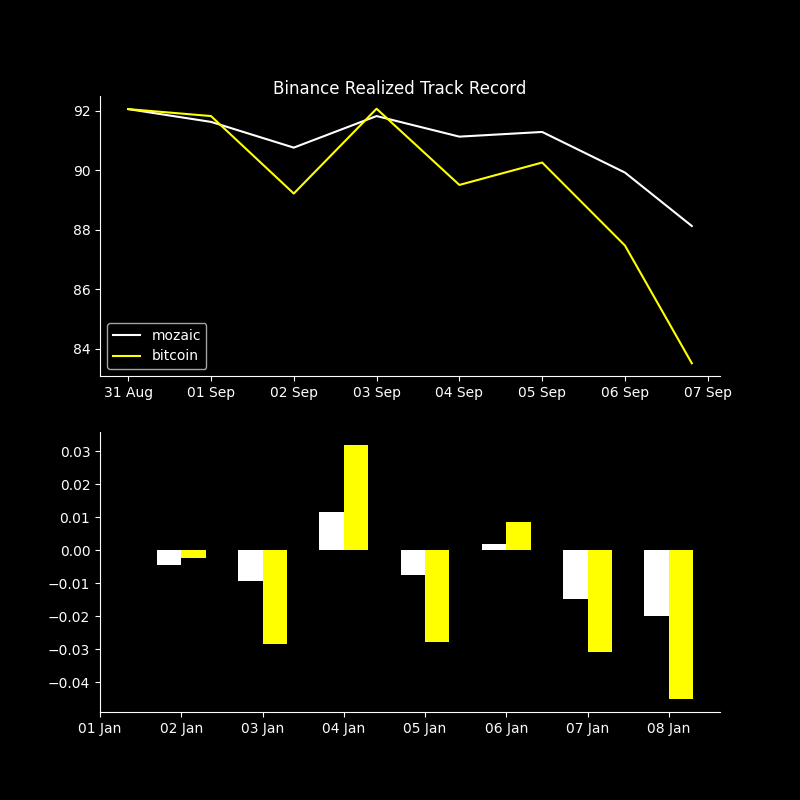 Binance Realized Track Record
92
90
88
86
84
mozaic
bitcoin
31 Aug 01 Sep 02 Sep 03 Sep 04 Sep 05 Sep 06 Sep 07 Sep
0.03
0.02
0.01
0.00
−0.01
−0.02
−0.03
−0.04
01 Jan 02 Jan 03 Jan 04 Jan 05 Jan 06 Jan 07 Jan 08 Jan